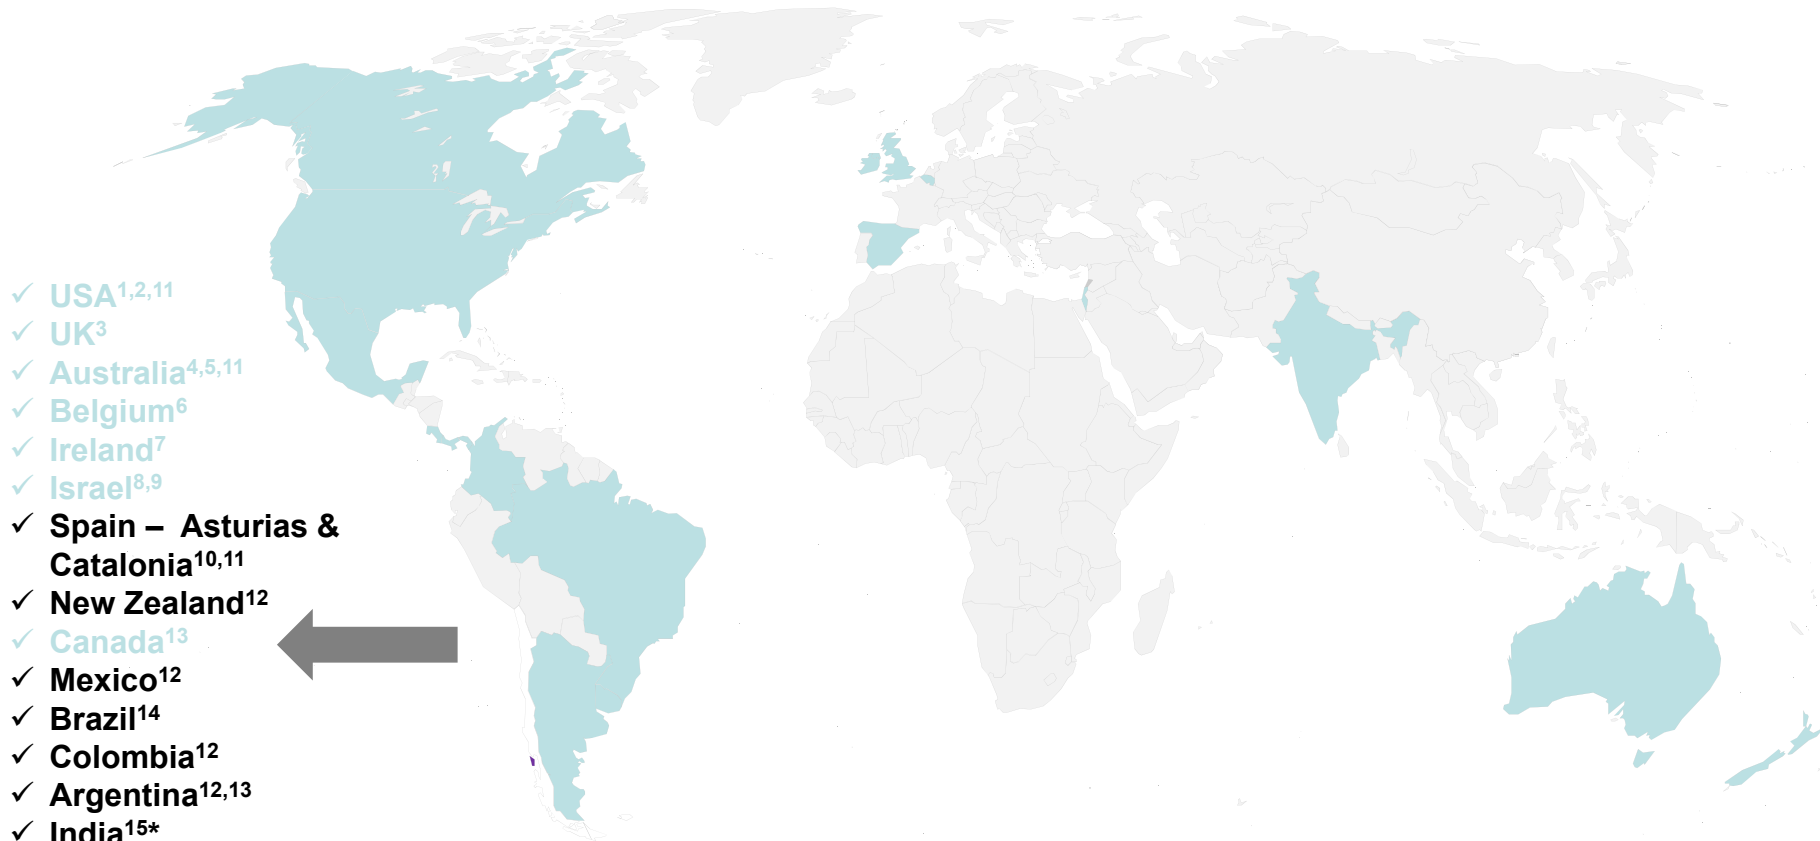 ✓ USA1,2,11
✓ UK3
✓ Australia4,5,11
✓ Belgium6
✓ Ireland7
✓ Israel8,9
✓ Spain – Asturias &
Catalonia10,11
✓ New Zealand12
✓ Canada13
✓ Mexico12
✓ Brazil14
✓ Colombia12
✓ Argentina12,13
✓ India15*